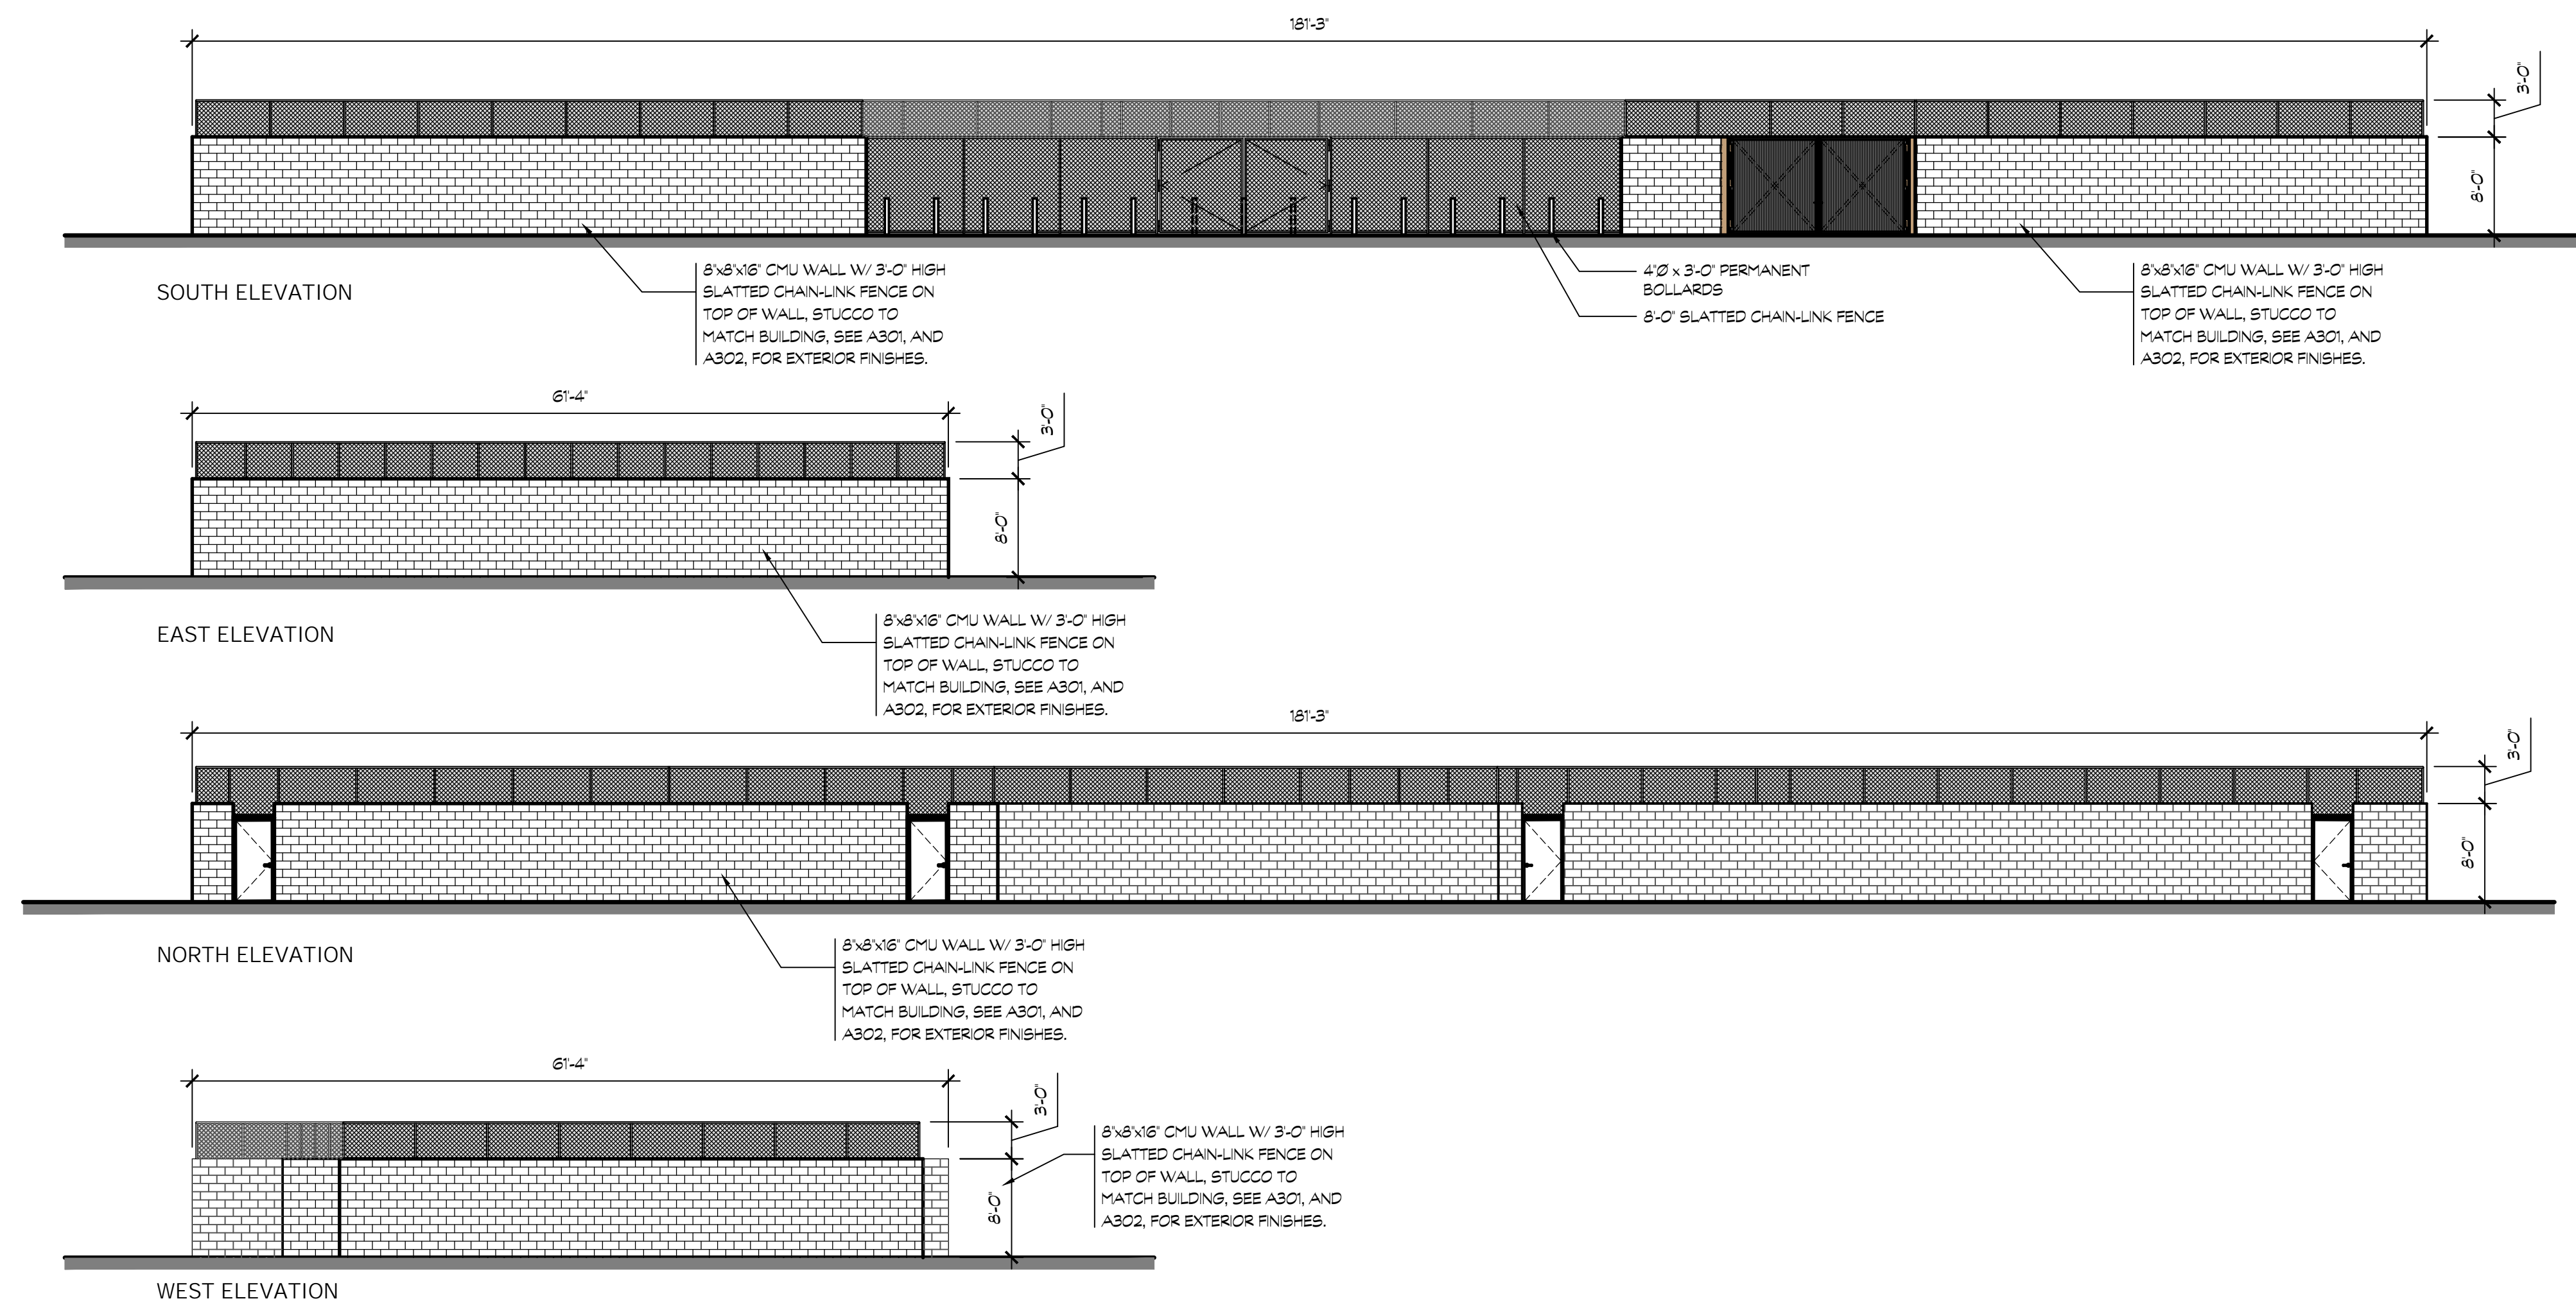 181'-3"
3'-0"
8'-0"
SOUTH ELEVATION
8"x8"x16" CMU WALL W/ 3'-0" HIGH
SLATTED CHAIN-LINK FENCE ON
TOP OF WALL, STUCCO TO
MATCH BUILDING, SEE A301, AND
A302, FOR EXTERIOR FINISHES.
4"Ø x 3'-0" PERMANENT
BOLLARDS
8'-0" SLATTED CHAIN-LINK FENCE
8"x8"x16" CMU WALL W/ 3'-0" HIGH
SLATTED CHAIN-LINK FENCE ON
TOP OF WALL, STUCCO TO
MATCH BUILDING, SEE A301, AND
A302, FOR EXTERIOR FINISHES.
61'-4"
3'-0"
8'-0"
EAST ELEVATION
8"x8"x16" CMU WALL W/ 3'-0" HIGH
SLATTED CHAIN-LINK FENCE ON
TOP OF WALL, STUCCO TO
MATCH BUILDING, SEE A301, AND
A302, FOR EXTERIOR FINISHES.
181'-3"
3'-0"
8'-0"
NORTH ELEVATION
8"x8"x16" CMU WALL W/ 3'-0" HIGH
SLATTED CHAIN-LINK FENCE ON
TOP OF WALL, STUCCO TO
MATCH BUILDING, SEE A301, AND
A302, FOR EXTERIOR FINISHES.
61'-4"
3'-0"
8'-0"
8"x8"x16" CMU WALL W/ 3'-0" HIGH
SLATTED CHAIN-LINK FENCE ON
TOP OF WALL, STUCCO TO
MATCH BUILDING, SEE A301, AND
A302, FOR EXTERIOR FINISHES.
WEST ELEVATION